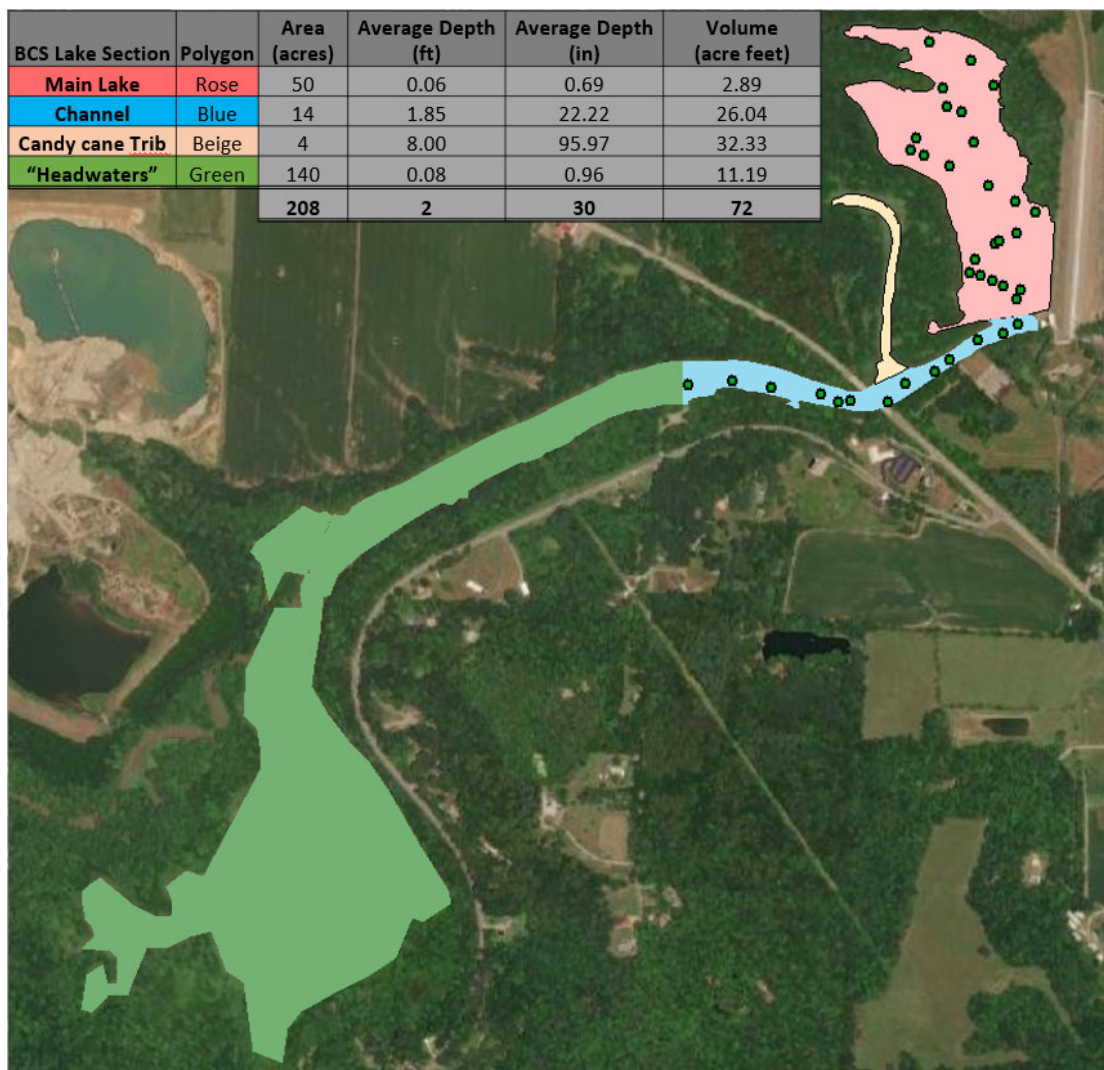 BCS Lake Section Polygon Area (acres) Average Depth (ft) Average Depth (in) Volume (acre feet)
Main Lake Rose 50 0.06 0.69 2.89
Channel Blue 14 1.85 22.22 26.04
Candy cane Trib Beige 4 8.00 95.97 32.33
“Headwaters” Green 140 0.08 0.96 11.19
208 2 30 72